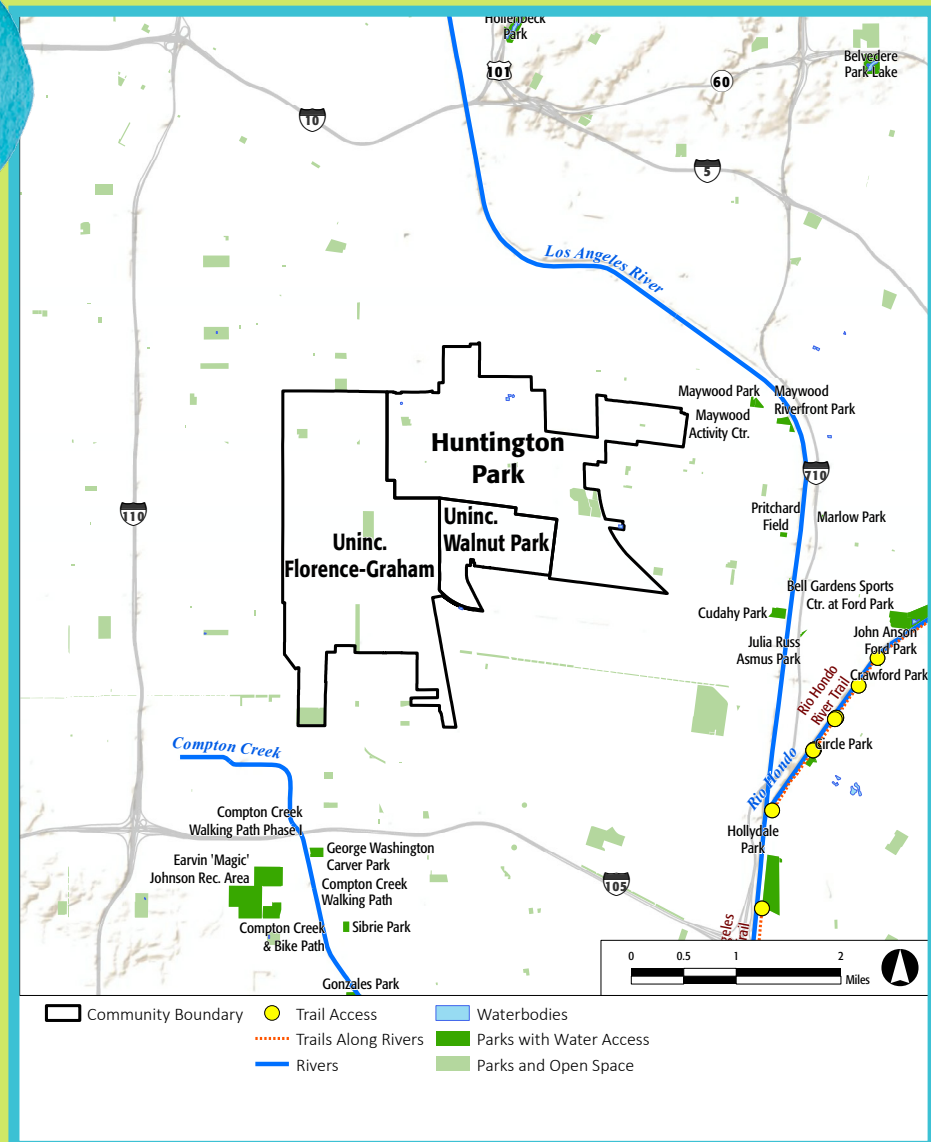 Hollenbeck
Park
101
60
Belvedere
Park Lake
10
5
Los Angeles River
Maywood Park
Maywood
Riverfront Park
Maywood
Activity Ctr.
Huntington
Park
710
110
Pritchard
Field
Marlow Park
Uninc.
Walnut Park
Uninc.
Florence-Graham
Bell Gardens Sports
Ctr. at Ford Park
Cudahy Park
John Anson
Ford Park
Julia Russ
Asmus Park
Crawford Park
Rio Hondo
River Trail
Circle Park
Compton Creek
Rio Hondo
Compton Creek
Walking Path Phase I
Hollydale
Park
George Washington
Carver Park
Earvin 'Magic'
Johnson Rec. Area
Compton Creek
Walking Path
105
Sibrie Park
Compton Creek
& Bike Path
geles
rail
Gonzales Park
0 0.5 1 2
Miles
Community Boundary
Trail Access
Waterbodies
Trails Along Rivers
Parks with Water Access
Rivers
Parks and Open Space